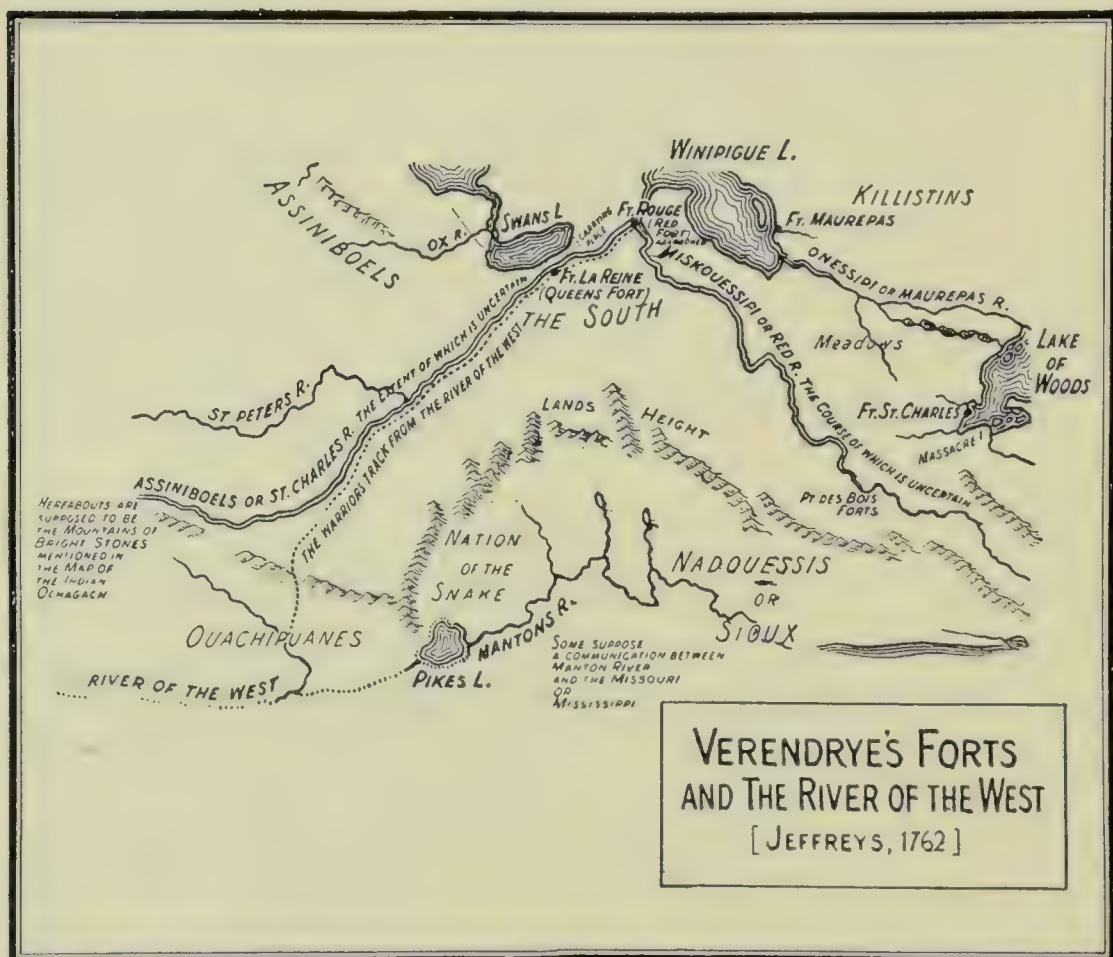 WINIPIGUE L.
KILLISTINS
ASSINIBOELS
OX R.
SWANS L
CARRYING
PLACE
FT. ROUGE
(RED
FORT)
ABANDONED
FT. MAUREPAS
ONESSIPI OR MAUREPAS R.
MISKOUESSIPI OR RED R. THE COURSE OF WHICH IS UNCERTAIN
FT. LA REINE
(QUEENS FORT)
THE SOUTH
Meadows
LAKE
OF
WOODS
FT. ST. CHARLES
MASSACRE
ST PETERS R.
LANDS
HEIGHT
ASSINIBOELS OR ST. CHARLES R. THE EXTENT OF WHICH IS UNCERTAIN
THE WARRIORS TRACK FROM THE RIVER OF THE WEST
PT DES BOIS
FORTS
HEREABOUTS ARE
SUPPOSED TO BE
THE MOUNTAINS OF
BRIGHT STONES
MENTIONED IN
THE MAP OF
THE INDIAN
OCHAGACH
NATION
OF THE
SNAKE
NADOUESSIS
OR
SIOUX
OUACHIPUANES
MANTONS R.
PIKES L.
RIVER OF THE WEST
SOME SUPPOSE
A COMMUNICATION BETWEEN
MANTON RIVER
AND THE MISSOURI
OR
MISSISSIPPI
VERENDRYE'S FORTS
AND THE RIVER OF THE WEST
[JEFFREYS, 1762]